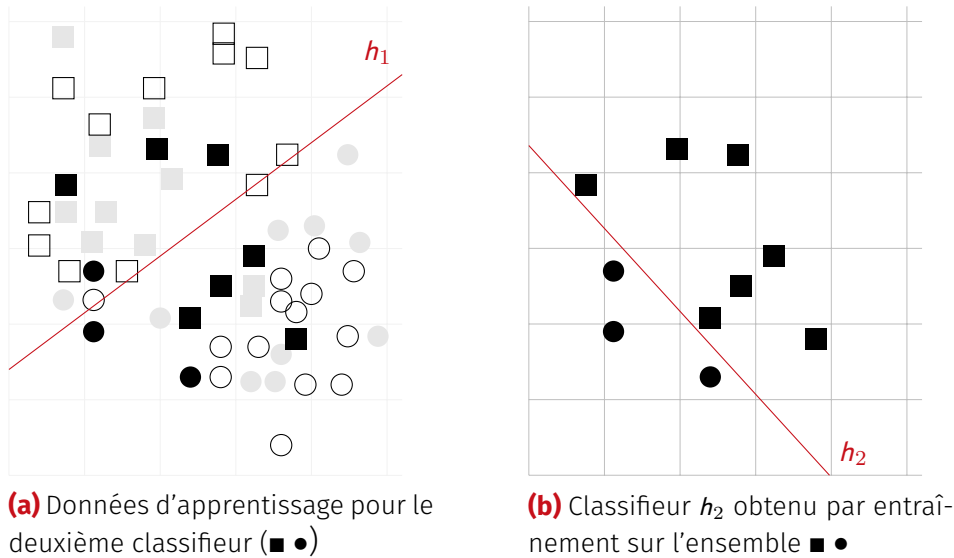 h₁
h₂
(a) Données d'apprentissage pour le
deuxième classifieur (■ ●)
(b) Classifieur h₂ obtenu par entraî-
nement sur l'ensemble ■ ●